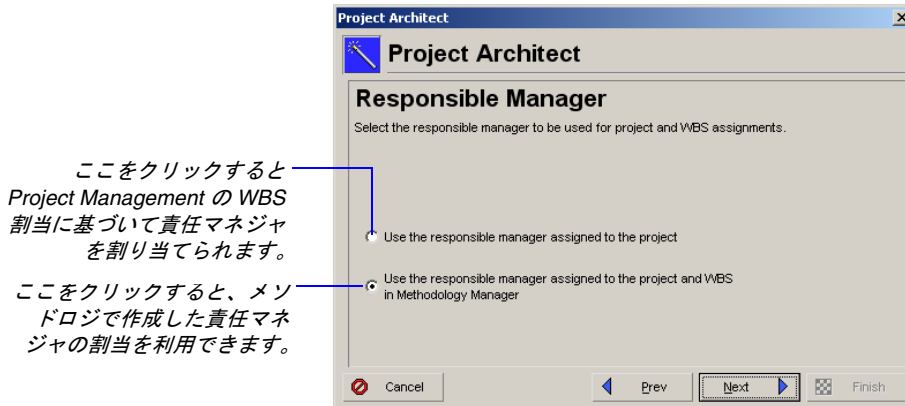 Project Architect
Project Architect
Responsible Manager
Select the responsible manager to be used for project and WBS assignments.
ここをクリックすると
Project Management の WBS
割当に基づいて責任マネジャ
を割り当てられます。
Use the responsible manager assigned to the project
ここをクリックすると、メソ
ドロジで作成した責任マネ
ジャの割当を利用できます。
Use the responsible manager assigned to the project and WBS
in Methodology Manager
Cancel
Prev
Next
Finish